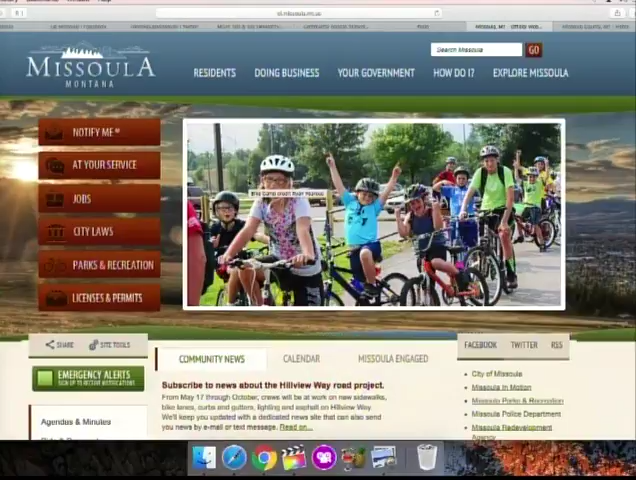 ci.missoula.mt.us
MISSOULA
MONTANA
Search Missoula
GO
RESIDENTS
DOING BUSINESS
YOUR GOVERNMENT
HOW DO I?
EXPLORE MISSOULA
NOTIFY ME
AT YOUR SERVICE
JOBS
CITY LAWS
PARKS & RECREATION
LICENSES & PERMITS
SHARE
SITE TOOLS
EMERGENCY ALERTS
SIGN UP TO RECEIVE NOTIFICATIONS
Agendas & Minutes
COMMUNITY NEWS
CALENDAR
MISSOULA ENGAGED
Subscribe to news about the Hillview Way road project.
From May 17 through October, crews will be at work on new sidewalks,
bike lanes, curbs and gutters, lighting and asphalt on Hillview Way.
We'll keep you updated with a dedicated news site that can also
send you news by e-mail or text message. Read on...
FACEBOOK
TWITTER
RSS
City of Missoula
Missoula In Motion
Missoula Parks & Recreation
Missoula Police Department
Missoula Redevelopment
Agency